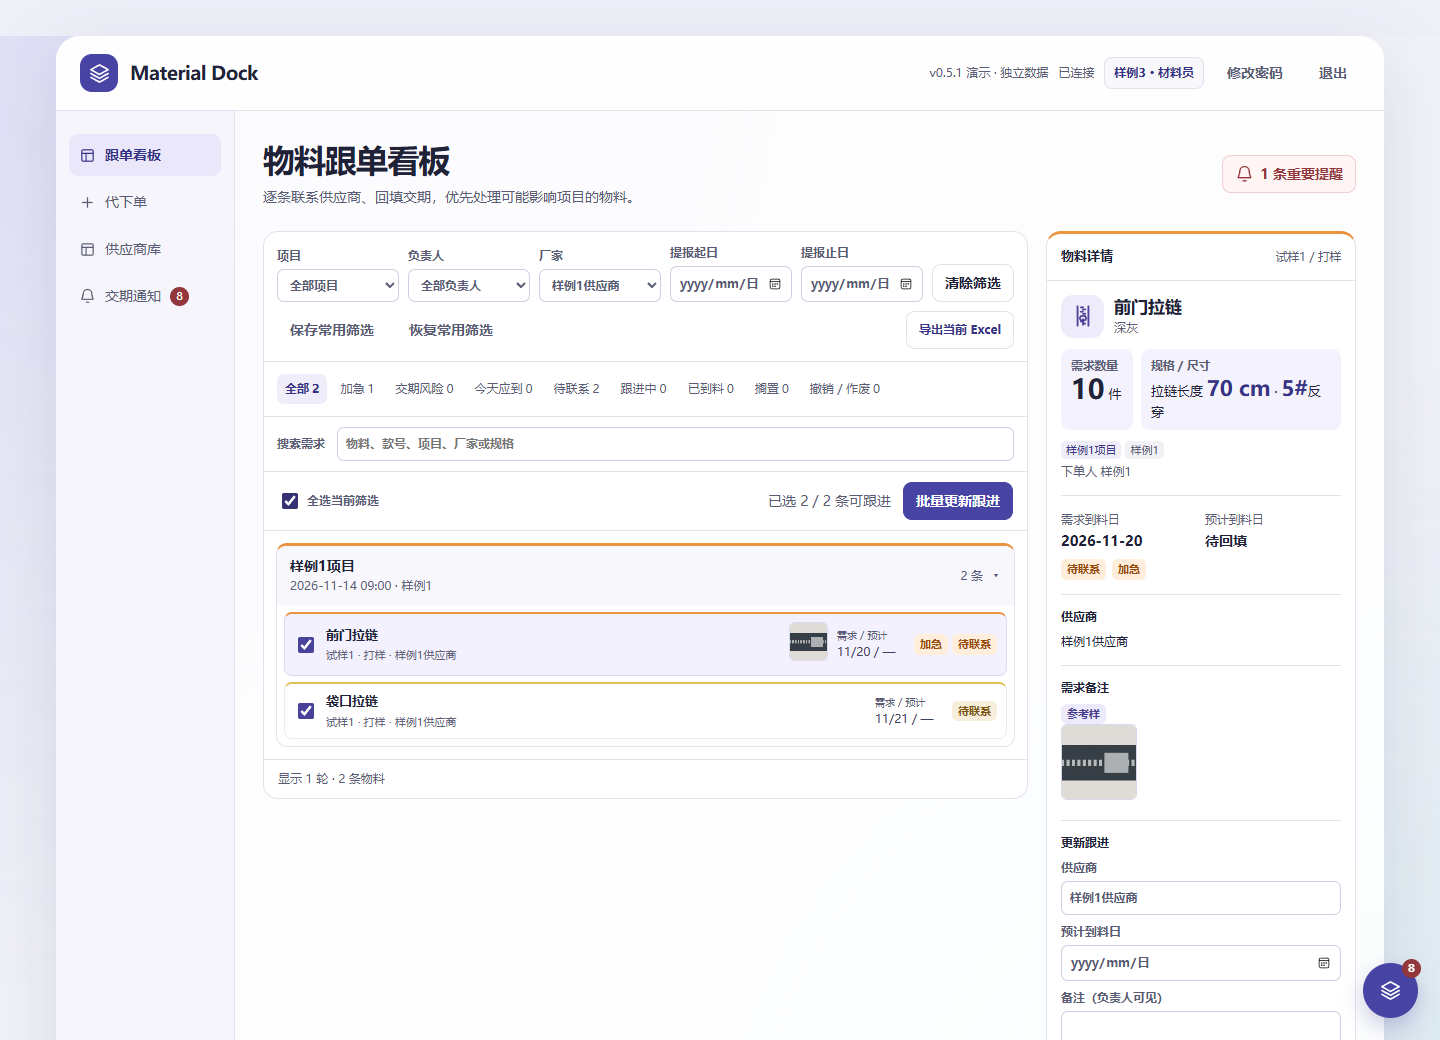 Material Dock
v0.5.1 演示 · 独立数据 已连接 样例3 • 材料员 修改密码 退出
跟单看板
代下单
供应商库
交期通知 8
物料跟单看板
逐条联系供应商、回填交期，优先处理可能影响项目的物料。
1 条重要提醒
项目 负责人 厂家 提报起日 提报止日
全部项目 全部负责人 样例1供应商 yyyy/mm/日 yyyy/mm/日 清除筛选
保存常用筛选 恢复常用筛选 导出当前 Excel
全部 2 加急 1 交期风险 0 今天应到 0 待联系 2 跟进中 0 已到料 0 搁置 0 撤销 / 作废 0
搜索需求 物料、款号、项目、厂家或规格
全选当前筛选 已选 2 / 2 条可跟进 批量更新跟进
样例1项目
2026-11-14 09:00 · 样例1
2 条
前门拉链
试样1 · 打样 · 样例1供应商
需求 / 预计
11/20 / —
加急 待联系
袋口拉链
试样1 · 打样 · 样例1供应商
需求 / 预计
11/21 / —
待联系
显示 1 轮 · 2 条物料
物料详情 试样1 / 打样
前门拉链
深灰
需求数量
10 件
规格 / 尺寸
拉链长度 70 cm · 5#反
穿
样例1项目 样例1
下单人 样例1
需求到料日 预计到料日
2026-11-20 待回填
待联系 加急
供应商
样例1供应商
需求备注
参考样
更新跟进
供应商
样例1供应商
预计到料日
yyyy/mm/日
备注（负责人可见）
8